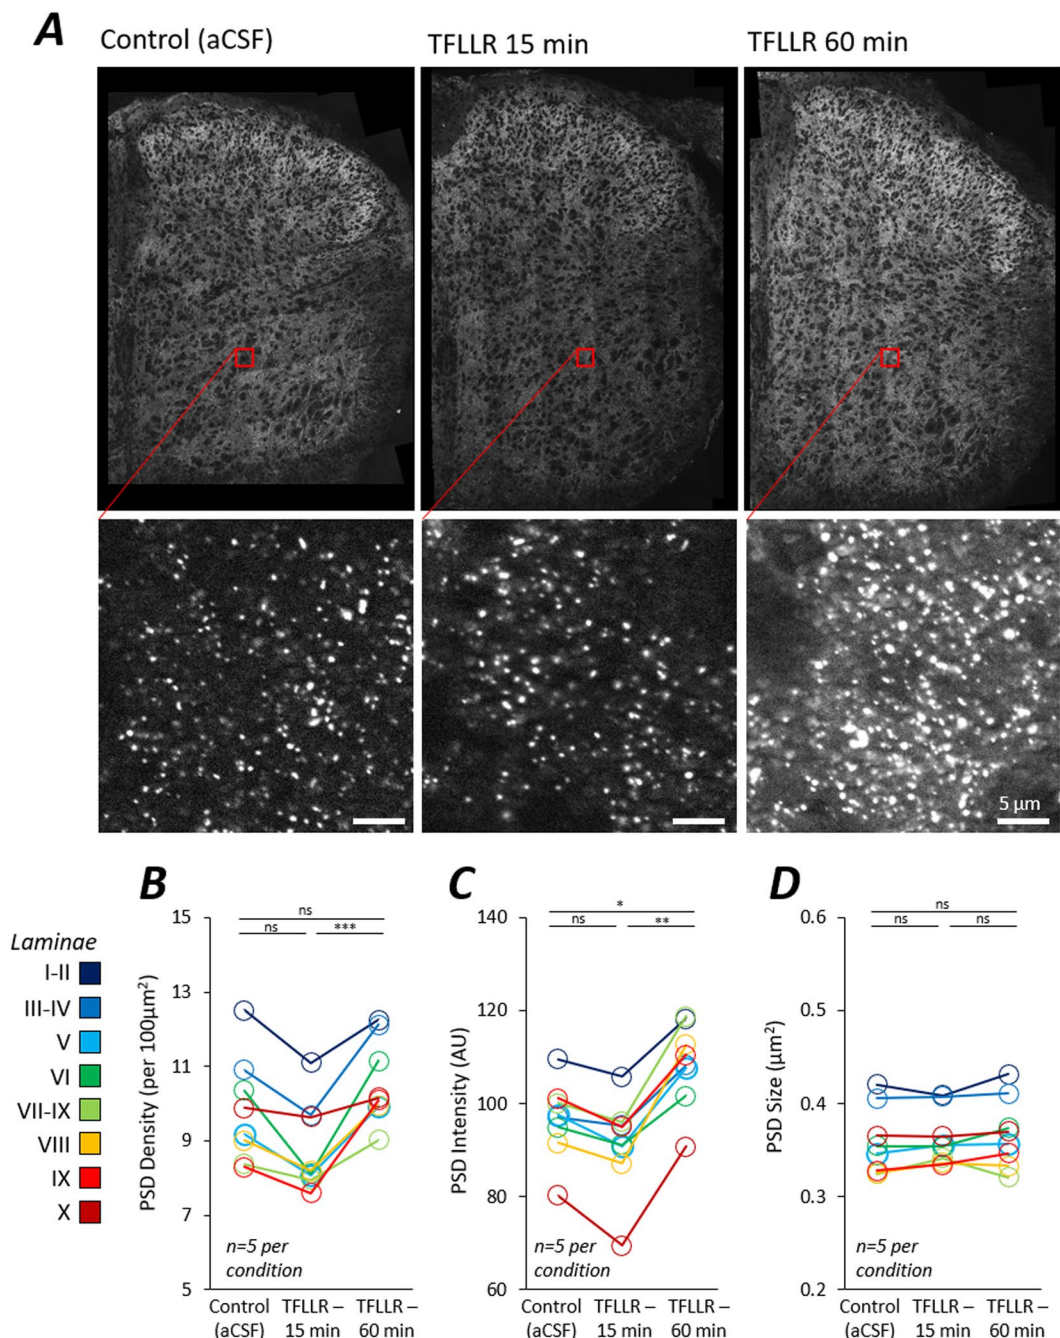 A
Control (aCSF)
TFLLR 15 min
TFLLR 60 min
5 µm
Laminae
I-II
III-IV
V
VI
VII-IX
VIII
IX
X
B
PSD Density (per 100µm²)
15
13
11
9
7
5
ns
ns
***
n=5 per
condition
Control
(aCSF)
TFLLR –
15 min
TFLLR –
60 min
C
PSD Intensity (AU)
140
120
100
80
60
*
ns
**
n=5 per
condition
Control
(aCSF)
TFLLR –
15 min
TFLLR –
60 min
D
PSD Size (µm²)
0.6
0.5
0.4
0.3
0.2
ns
ns
ns
n=5 per
condition
Control
(aCSF)
TFLLR –
15 min
TFLLR –
60 min